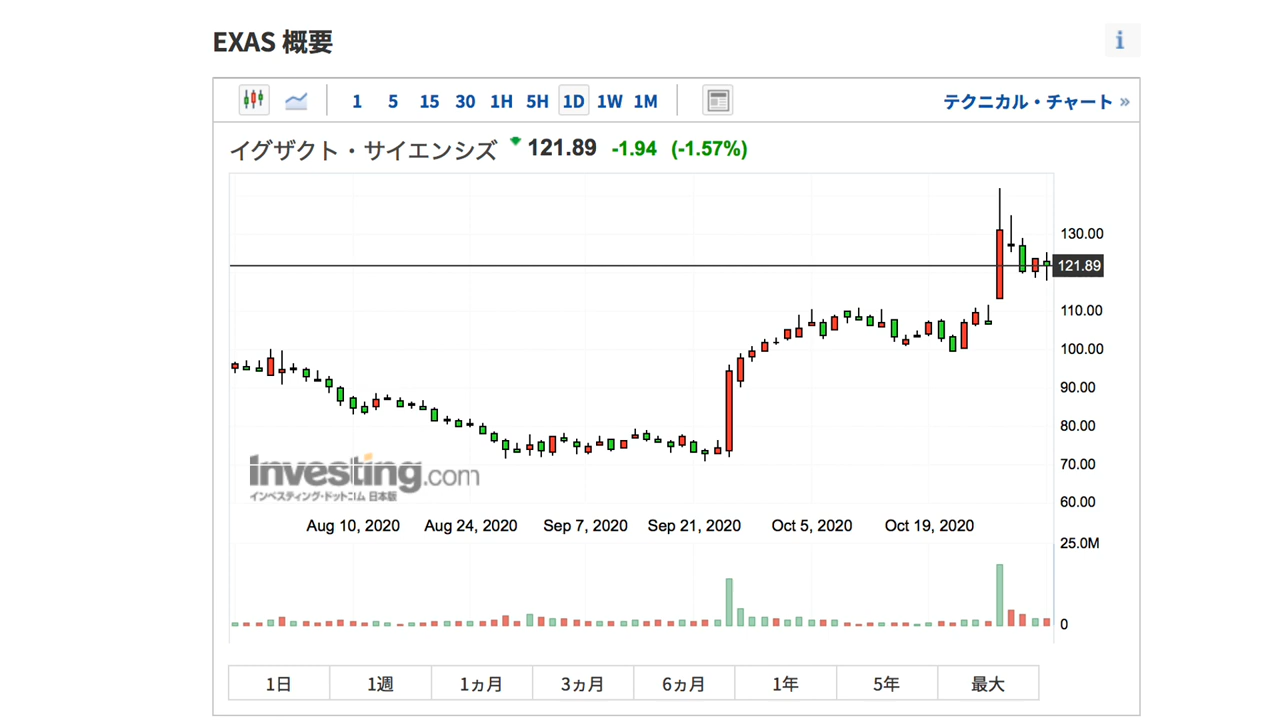 EXAS 概要
i
1 5 15 30 1H 5H 1D 1W 1M テクニカル・チャート »
イグザクト・サイエンシズ 121.89 -1.94 (-1.57%)
130.00
121.89
110.00
100.00
90.00
80.00
70.00
60.00
Investing.com
インベスティング・ドットコム 日本版
Aug 10, 2020 Aug 24, 2020 Sep 7, 2020 Sep 21, 2020 Oct 5, 2020 Oct 19, 2020
25.0M
0
1日 1週 1ヵ月 3ヵ月 6ヵ月 1年 5年 最大